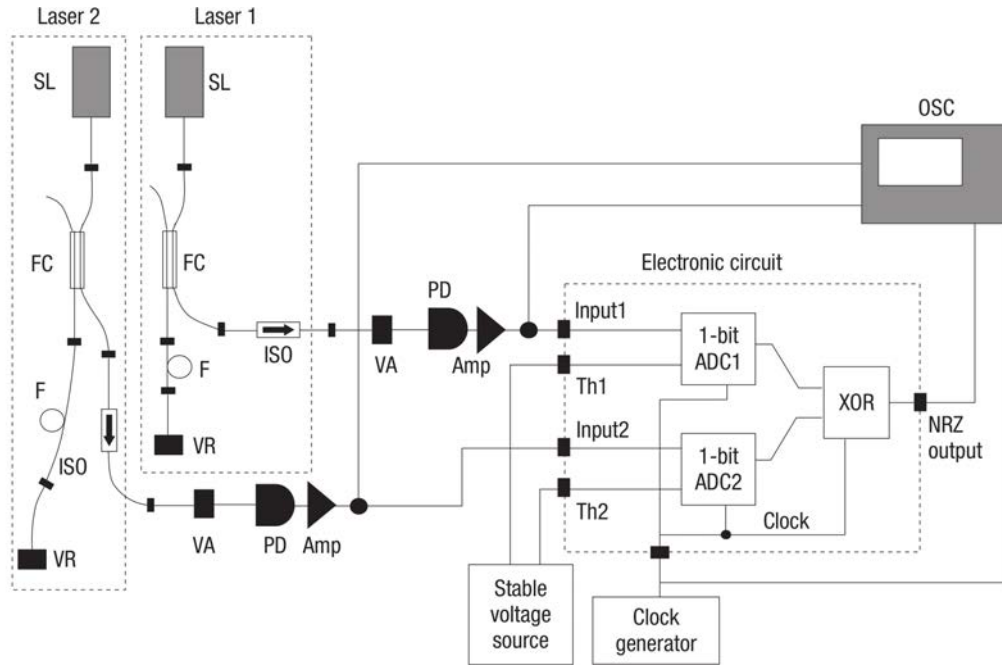 Laser 2
Laser 1
SL
SL
OSC
FC
FC
Electronic circuit
PD
Input1
1-bit
ADC1
ISO
VA
Amp
Th1
XOR
F
F
NRZ
output
Input2
1-bit
ADC2
VR
ISO
Th2
Clock
VA
PD
Amp
VR
Stable
voltage
source
Clock
generator